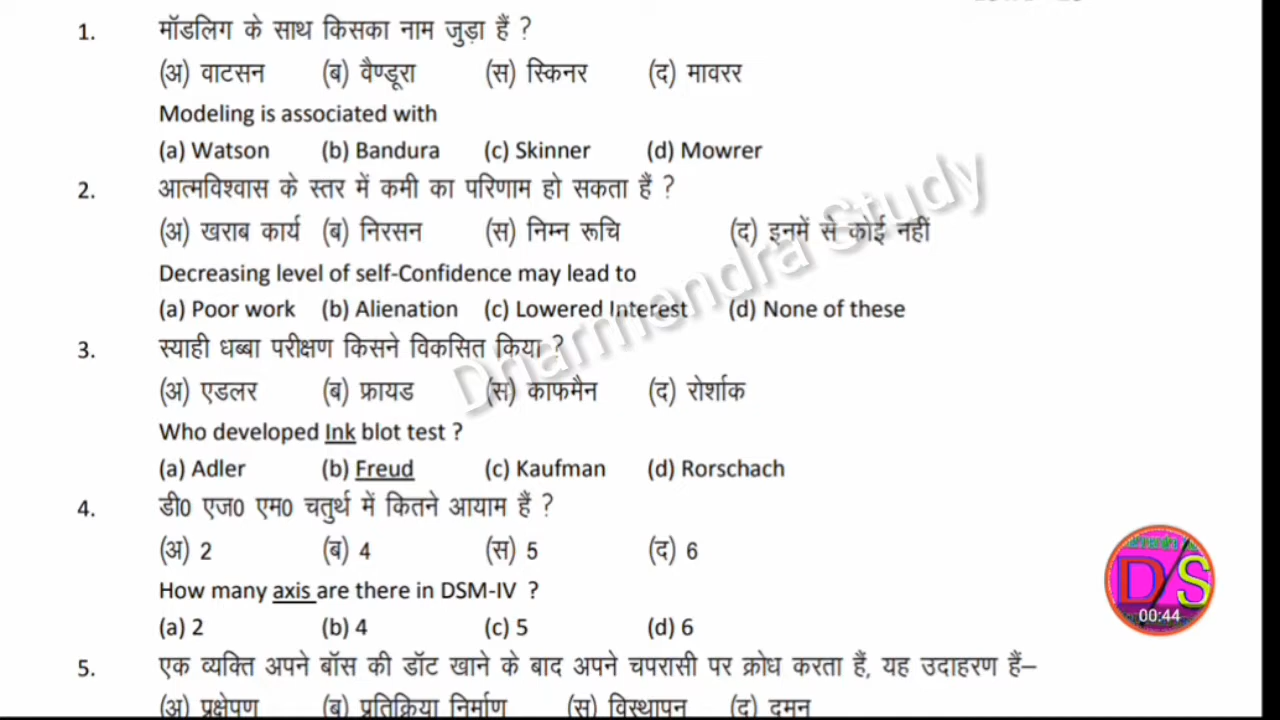 1. मॉडलिग के साथ किसका नाम जुड़ा हैं ?
(अ) वाटसन (ब) वैण्डूरा (स) स्किनर (द) मावरर
Modeling is associated with
(a) Watson (b) Bandura (c) Skinner (d) Mowrer
2. आत्मविश्वास के स्तर में कमी का परिणाम हो सकता हैं ?
(अ) खराब कार्य (ब) निरसन (स) निम्न रूचि (द) इनमें से कोई नहीं
Decreasing level of self-Confidence may lead to
(a) Poor work (b) Alienation (c) Lowered Interest (d) None of these
3. स्याही धब्बा परीक्षण किसने विकसित किया ?
(अ) एडलर (ब) फ्रायड (स) काफमैन (द) रोर्शाक
Who developed Ink blot test ?
(a) Adler (b) Freud (c) Kaufman (d) Rorschach
4. डी0 एज0 एम0 चतुर्थ में कितने आयाम हैं ?
(अ) 2 (ब) 4 (स) 5 (द) 6
How many axis are there in DSM-IV ?
(a) 2 (b) 4 (c) 5 (d) 6
5. एक व्यक्ति अपने बॉस की डॉट खाने के बाद अपने चपरासी पर क्रोध करता हैं, यह उदाहरण हैं–
(अ) प्रक्षेपण (ब) प्रतिक्रिया निर्माण (स) विस्थापन (द) दमन
Dharmendra Study
D/S
00:44